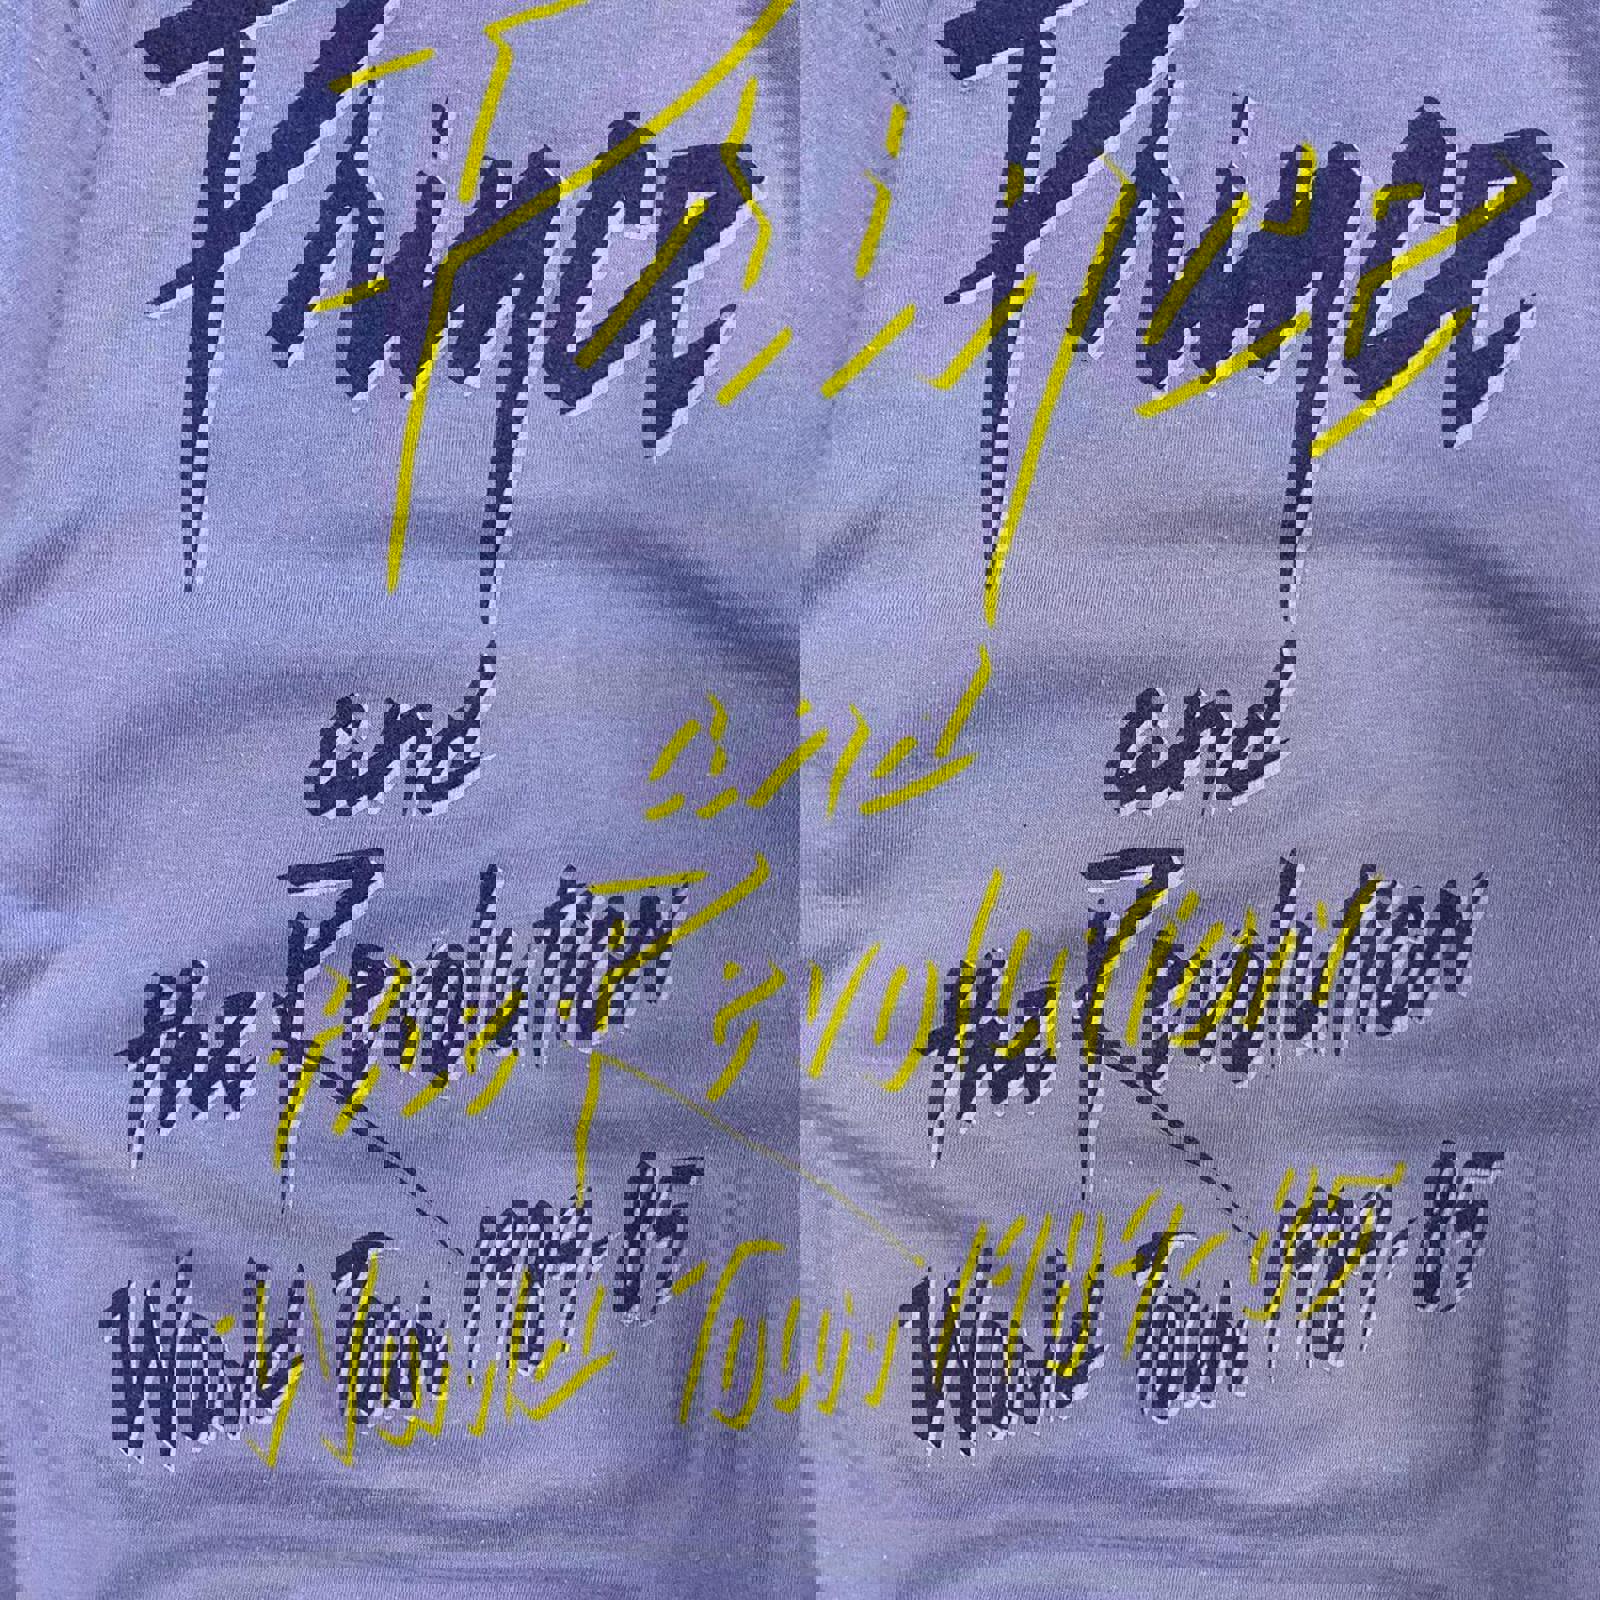 Prince Prince
and and
the Revolution the Revolution
World Tour 1984-85 World Tour 1984-85